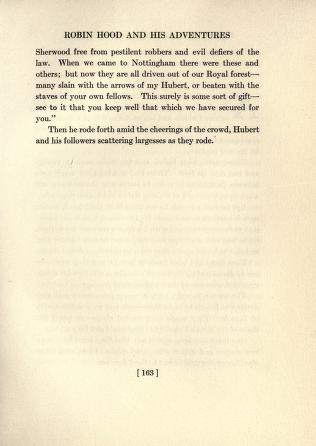 ROBIN HOOD AND HIS ADVENTURES
Sherwood free from pestilent robbers and evil defiers of the
law. When we came to Nottingham there were these and
others; but now they are all driven out of our Royal forest—
many slain with the arrows of my Hubert, or beaten with the
staves of your own fellows. This surely is some sort of gift—
see to it that you keep well that which we have secured for
you."
Then he rode forth amid the cheerings of the crowd, Hubert
and his followers scattering largesses as they rode.
[ 163 ]